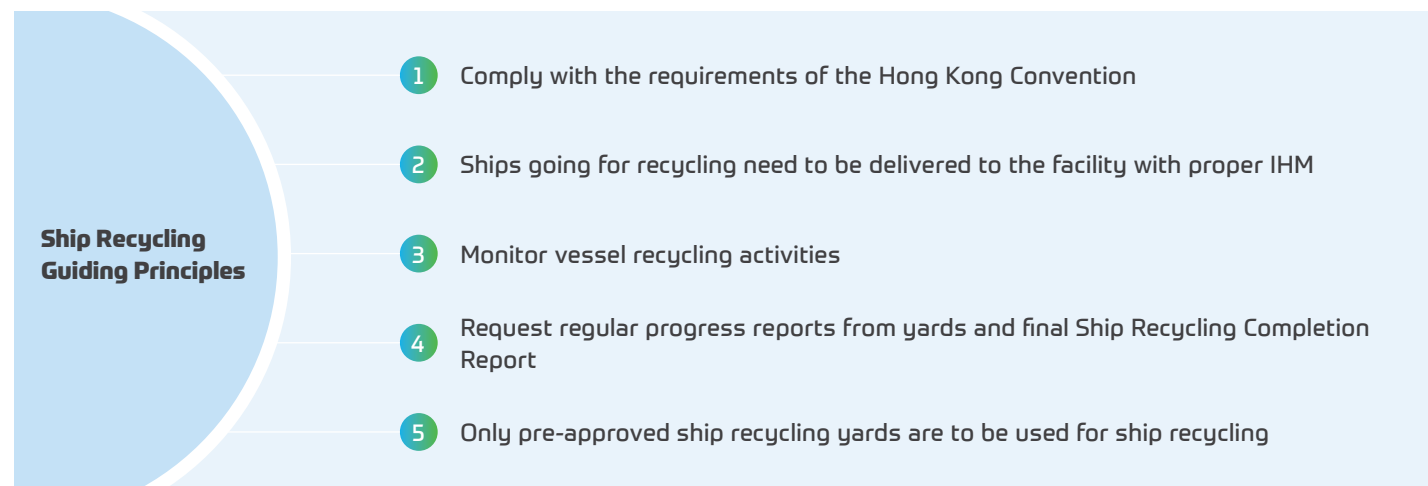 Ship Recycling
Guiding Principles
1 Comply with the requirements of the Hong Kong Convention
2 Ships going for recycling need to be delivered to the facility with proper IHM
3 Monitor vessel recycling activities
4 Request regular progress reports from yards and final Ship Recycling Completion
Report
5 Only pre-approved ship recycling yards are to be used for ship recycling